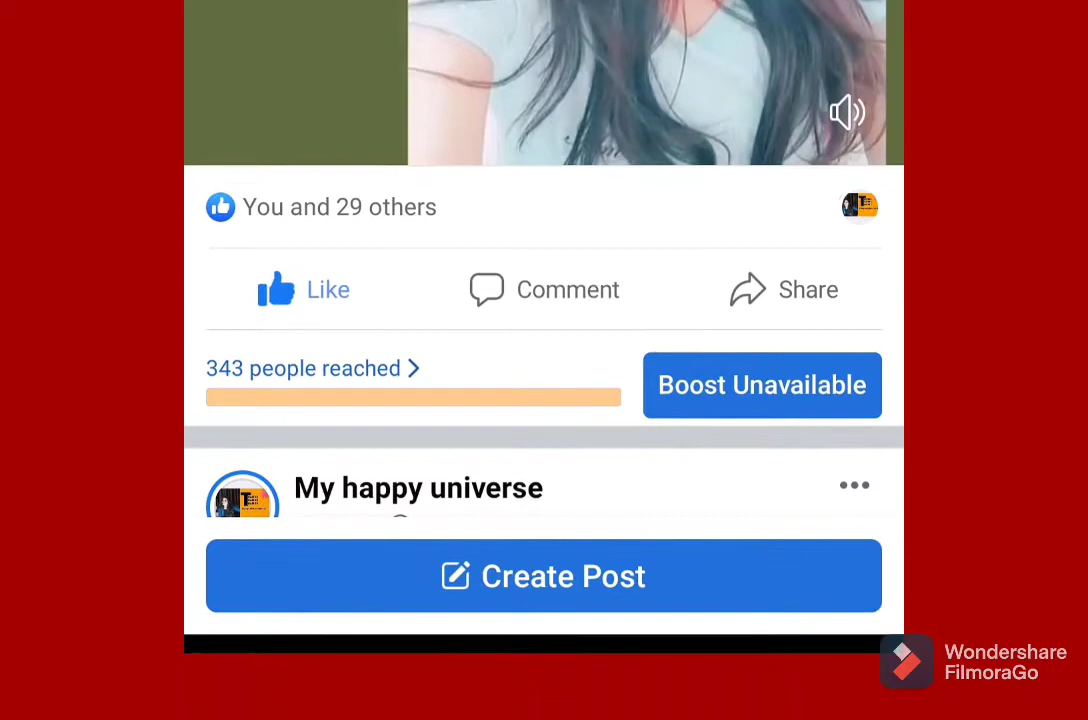 You and 29 others
Like
Comment
Share
343 people reached
Boost Unavailable
My happy universe
Create Post
Wondershare
FilmoraGo